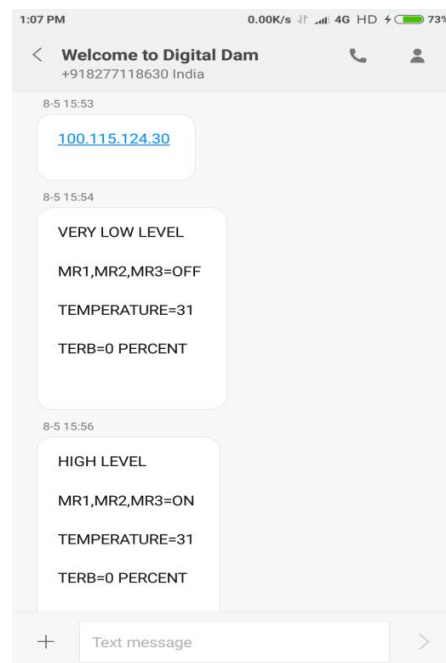 1:07 PM 0.00K/s 4G HD 73%
Welcome to Digital Dam
+918277118630 India
8-5 15:53
100.115.124.30
8-5 15:54
VERY LOW LEVEL
MR1,MR2,MR3=OFF
TEMPERATURE=31
TERB=0 PERCENT
8-5 15:56
HIGH LEVEL
MR1,MR2,MR3=ON
TEMPERATURE=31
TERB=0 PERCENT
Text message